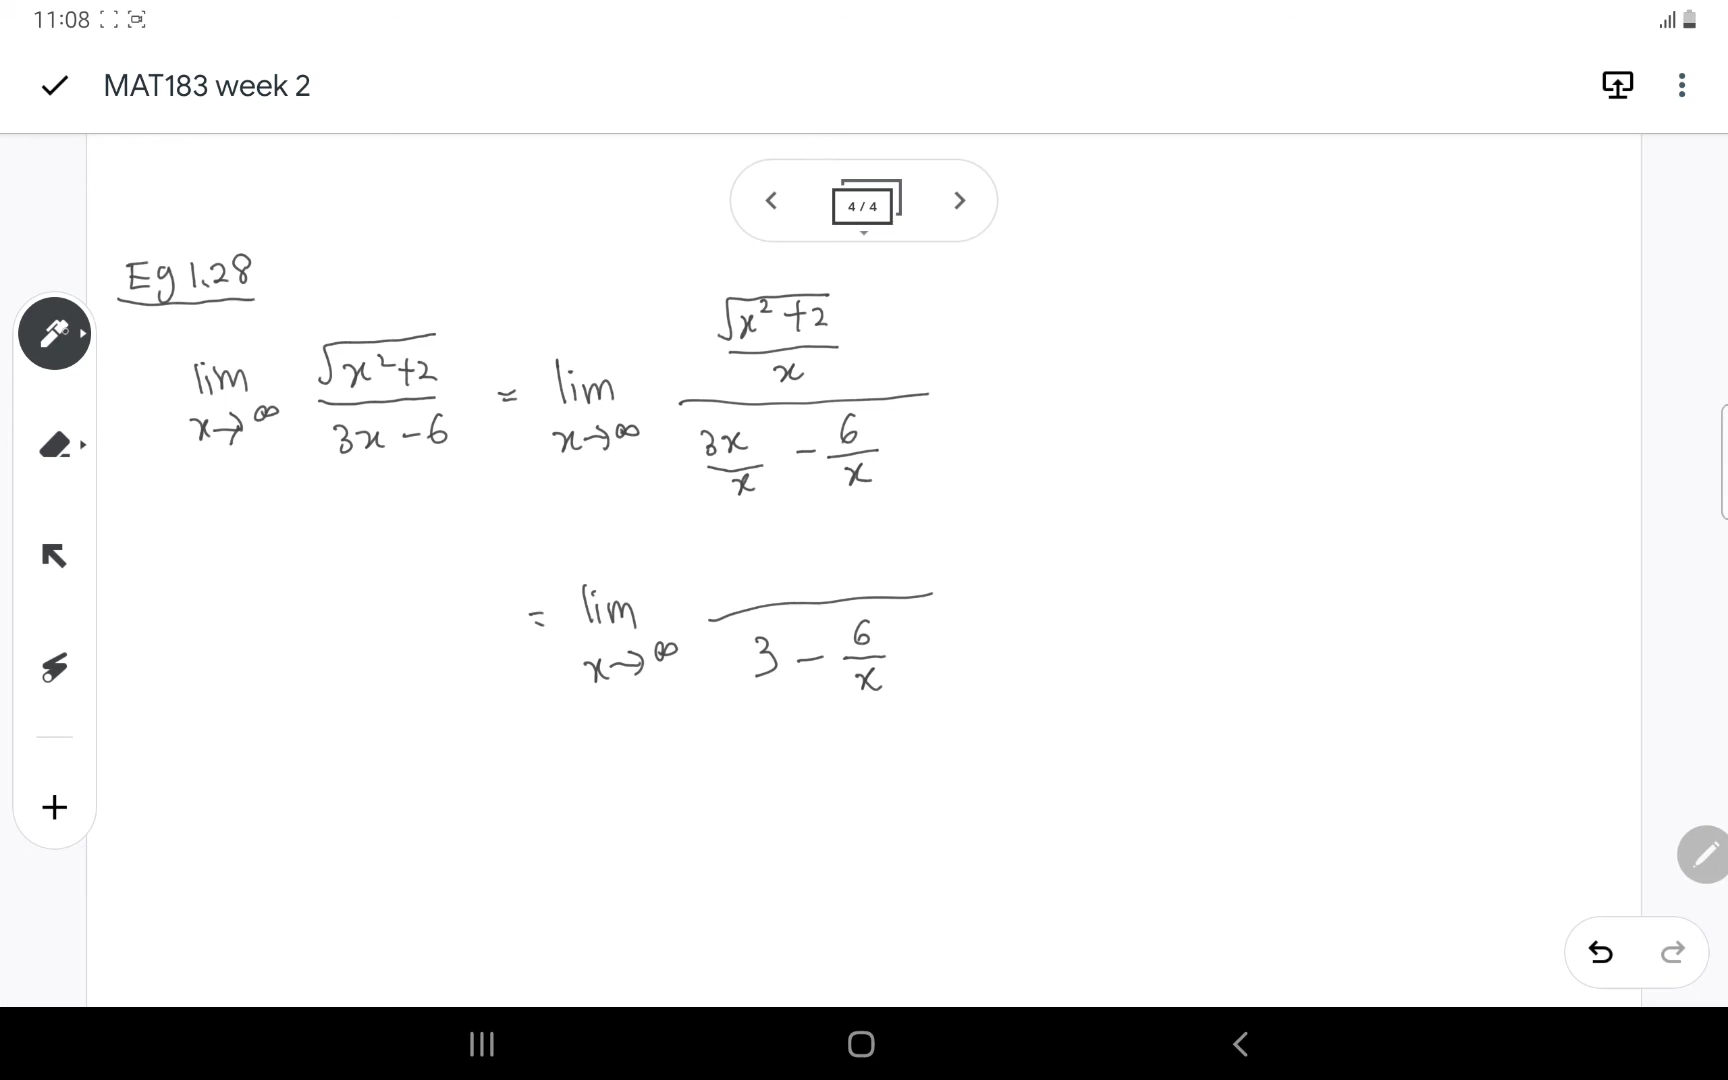 11:08
MAT183 week 2
4 / 4
Eg 1.28
lim x→∞ √(x²+2) / (3x - 6) = lim x→∞ (√(x²+2) / x) / (3x/x - 6/x)
= lim x→∞ / (3 - 6/x)